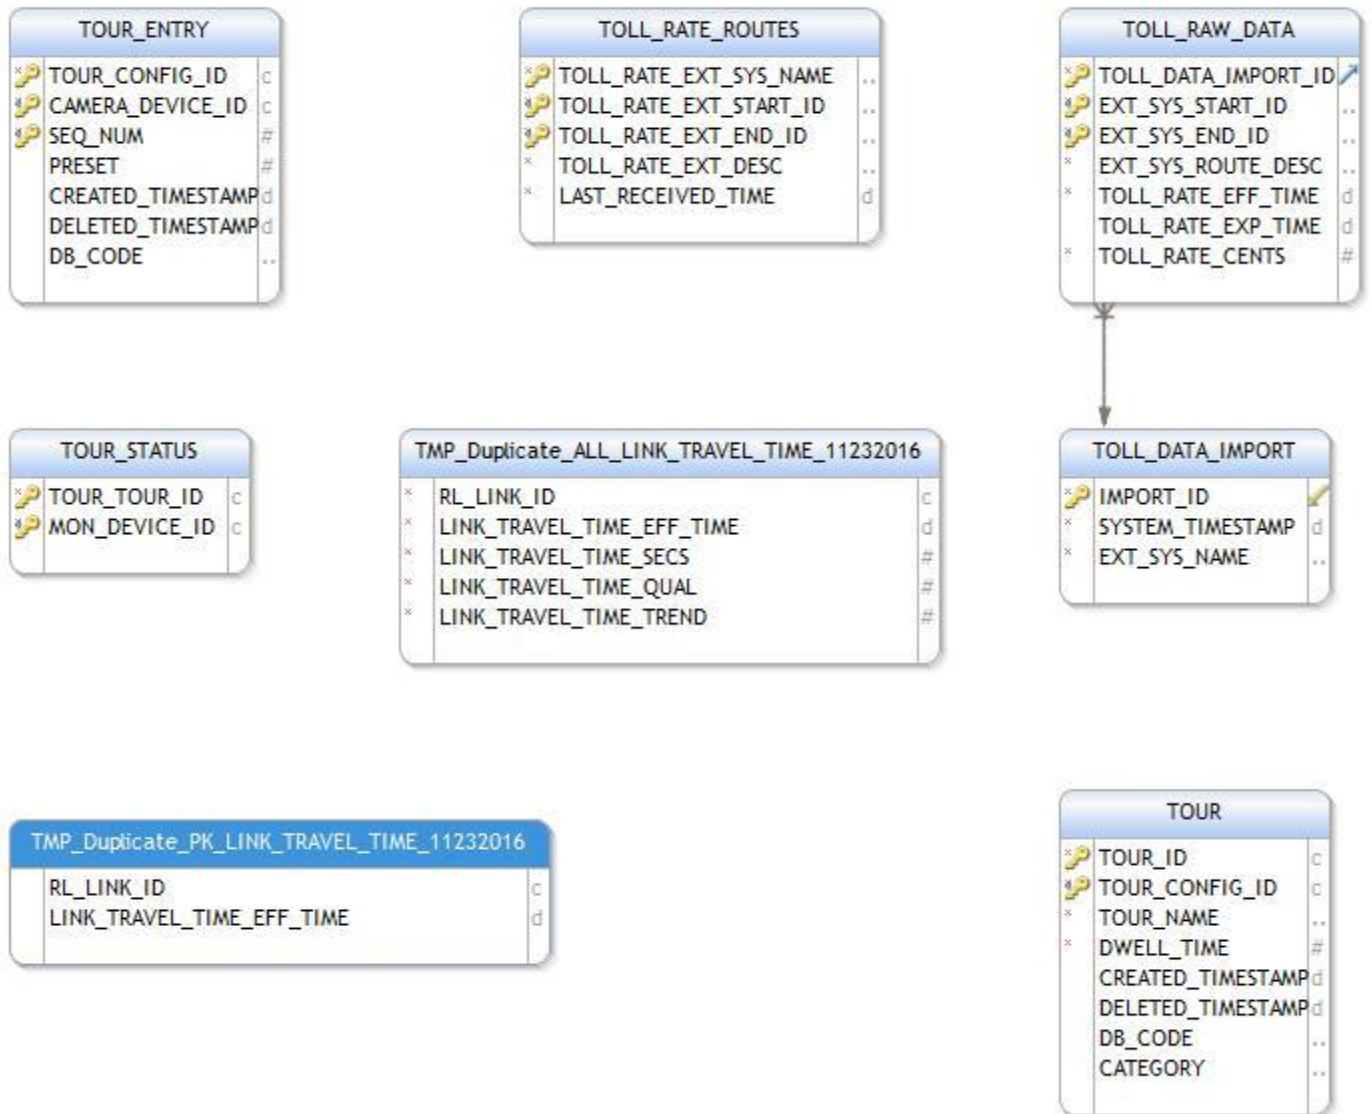 TOUR_ENTRY
TOUR_CONFIG_ID c
CAMERA_DEVICE_ID c
SEQ_NUM #
PRESET #
CREATED_TIMESTAMP d
DELETED_TIMESTAMP d
DB_CODE ..
TOLL_RATE_ROUTES
TOLL_RATE_EXT_SYS_NAME ..
TOLL_RATE_EXT_START_ID ..
TOLL_RATE_EXT_END_ID ..
* TOLL_RATE_EXT_DESC ..
* LAST_RECEIVED_TIME d
TOLL_RAW_DATA
TOLL_DATA_IMPORT_ID
EXT_SYS_START_ID ..
EXT_SYS_END_ID ..
* EXT_SYS_ROUTE_DESC ..
* TOLL_RATE_EFF_TIME d
TOLL_RATE_EXP_TIME d
* TOLL_RATE_CENTS #
TOUR_STATUS
TOUR_TOUR_ID c
MON_DEVICE_ID c
TMP_Duplicate_ALL_LINK_TRAVEL_TIME_11232016
* RL_LINK_ID c
* LINK_TRAVEL_TIME_EFF_TIME d
* LINK_TRAVEL_TIME_SECS #
* LINK_TRAVEL_TIME_QUAL #
* LINK_TRAVEL_TIME_TREND #
TOLL_DATA_IMPORT
IMPORT_ID
* SYSTEM_TIMESTAMP d
* EXT_SYS_NAME ..
TMP_Duplicate_PK_LINK_TRAVEL_TIME_11232016
RL_LINK_ID c
LINK_TRAVEL_TIME_EFF_TIME d
TOUR
TOUR_ID c
TOUR_CONFIG_ID c
* TOUR_NAME ..
* DWELL_TIME #
CREATED_TIMESTAMP d
DELETED_TIMESTAMP d
DB_CODE ..
CATEGORY ..